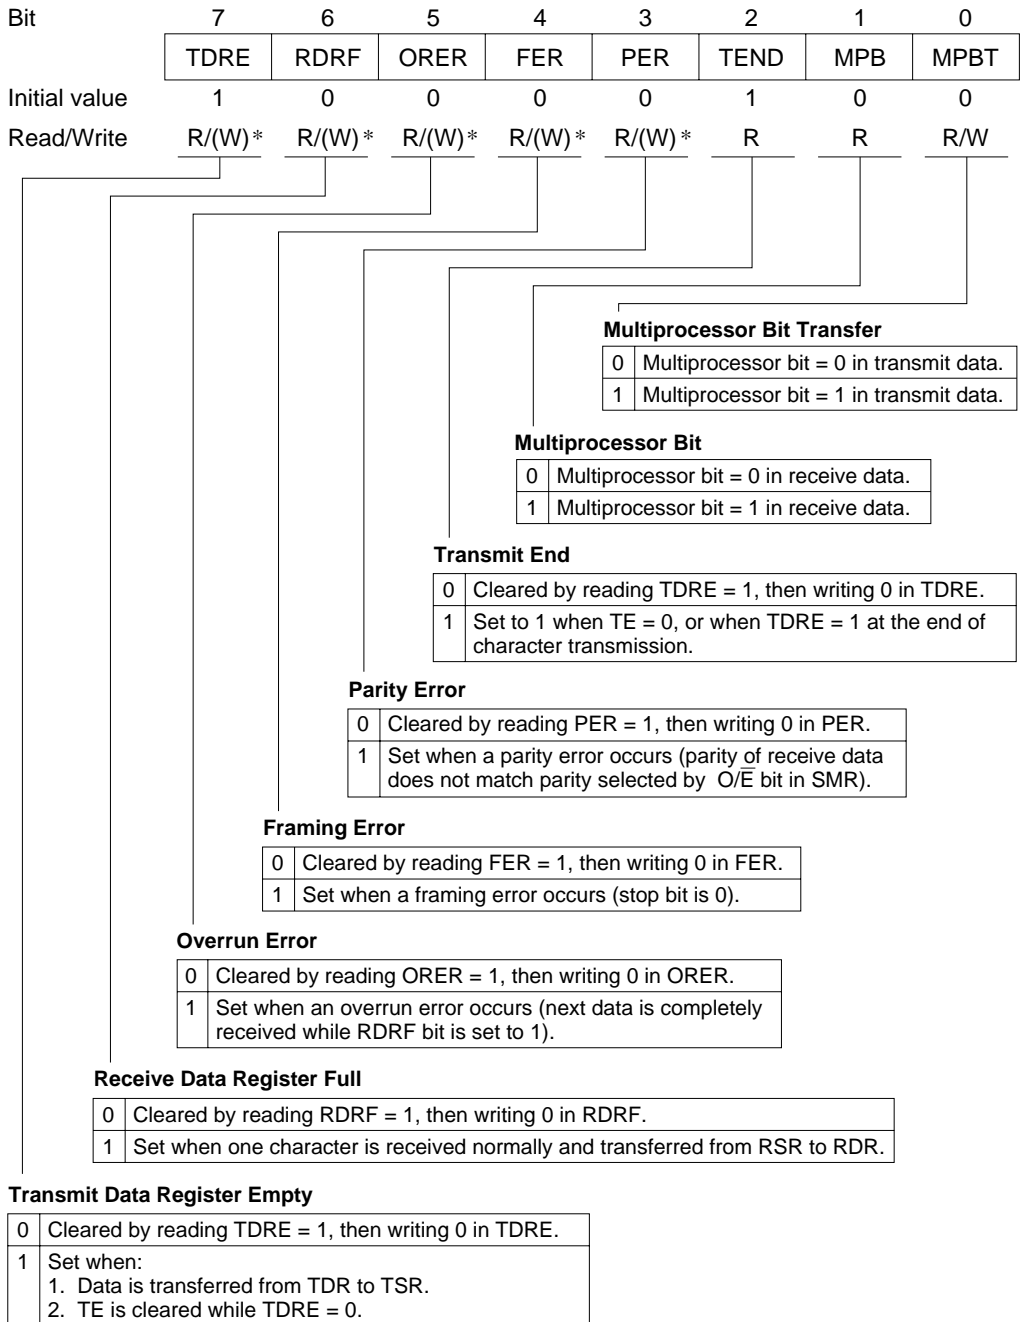 Bit 7 6 5 4 3 2 1 0
TDRE RDRF ORER FER PER TEND MPB MPBT
Initial value 1 0 0 0 0 1 0 0
Read/Write R/(W)* R/(W)* R/(W)* R/(W)* R/(W)* R R R/W
Multiprocessor Bit Transfer
0 Multiprocessor bit = 0 in transmit data.
1 Multiprocessor bit = 1 in transmit data.
Multiprocessor Bit
0 Multiprocessor bit = 0 in receive data.
1 Multiprocessor bit = 1 in receive data.
Transmit End
0 Cleared by reading TDRE = 1, then writing 0 in TDRE.
1 Set to 1 when TE = 0, or when TDRE = 1 at the end of
character transmission.
Parity Error
0 Cleared by reading PER = 1, then writing 0 in PER.
1 Set when a parity error occurs (parity of receive data
does not match parity selected by O/E̅ bit in SMR).
Framing Error
0 Cleared by reading FER = 1, then writing 0 in FER.
1 Set when a framing error occurs (stop bit is 0).
Overrun Error
0 Cleared by reading ORER = 1, then writing 0 in ORER.
1 Set when an overrun error occurs (next data is completely
received while RDRF bit is set to 1).
Receive Data Register Full
0 Cleared by reading RDRF = 1, then writing 0 in RDRF.
1 Set when one character is received normally and transferred from RSR to RDR.
Transmit Data Register Empty
0 Cleared by reading TDRE = 1, then writing 0 in TDRE.
1 Set when:
1. Data is transferred from TDR to TSR.
2. TE is cleared while TDRE = 0.